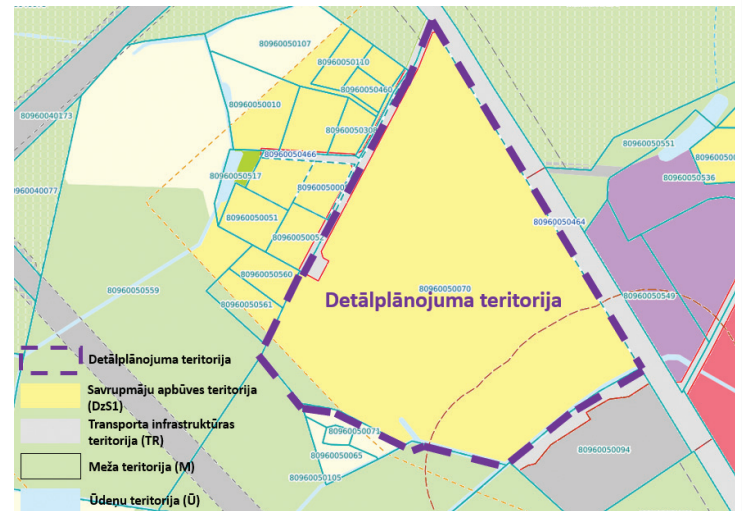 80960050107
80960050110
80960050460
80960050010
80960050308
80960040173
80960050466
80960050551
80960050517
80960050536
80960040077
80960050051
80960050464
80960050560
80960050070
80960050549
80960050559
80960050561
Detālplānojuma teritorija
Detālplānojuma teritorija
Savrupmāju apbūves teritorija
(DzS1)
Transporta infrastruktūras
teritorija (TR)
Meža teritorija (M)
Ūdeņu teritorija (Ū)
80960050071
80960050065
80960050105
80960050094